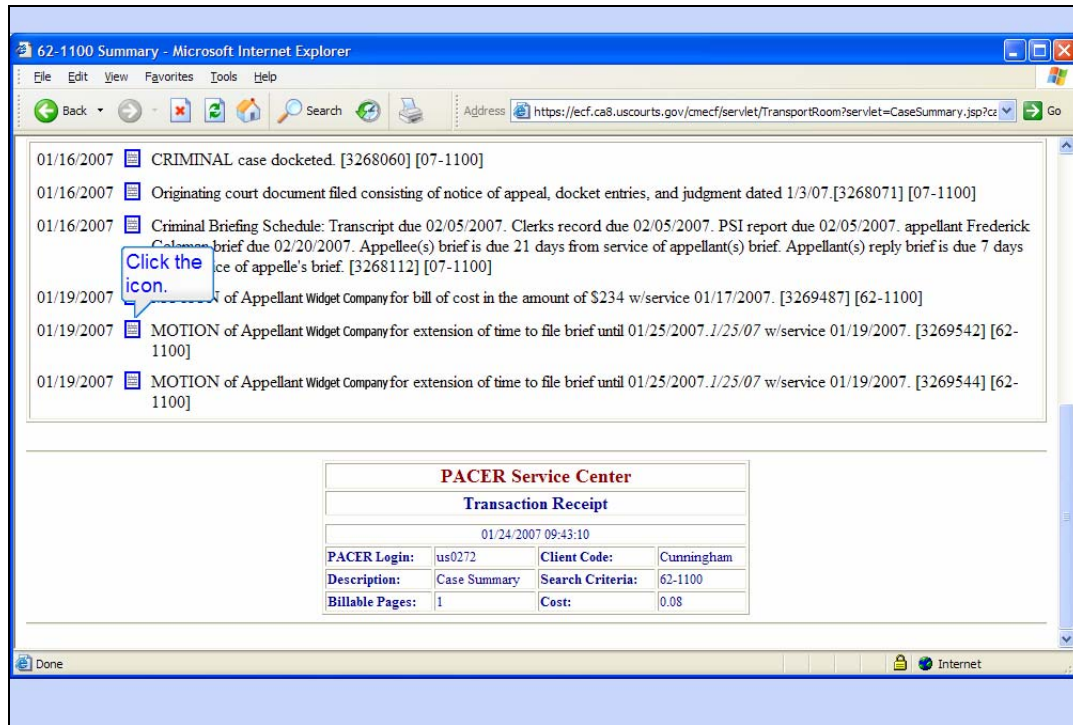 62-1100 Summary - Microsoft Internet Explorer
File Edit View Favorites Tools Help
Back Search Address https://ecf.ca8.uscourts.gov/cmecf/servlet/TransportRoom?servlet=CaseSummary.jsp?ca Go
01/16/2007 CRIMINAL case docketed. [3268060] [07-1100]
01/16/2007 Originating court document filed consisting of notice of appeal, docket entries, and judgment dated 1/3/07.[3268071] [07-1100]
01/16/2007 Criminal Briefing Schedule: Transcript due 02/05/2007. Clerks record due 02/05/2007. PSI report due 02/05/2007. appellant Frederick
brief due 02/20/2007. Appellee(s) brief is due 21 days from service of appellant(s) brief. Appellant(s) reply brief is due 7 days
ice of appelle's brief. [3268112] [07-1100]
Click the
icon.
01/19/2007 of Appellant Widget Company for bill of cost in the amount of $234 w/service 01/17/2007. [3269487] [62-1100]
01/19/2007 MOTION of Appellant Widget Company for extension of time to file brief until 01/25/2007.1/25/07 w/service 01/19/2007. [3269542] [62-
1100]
01/19/2007 MOTION of Appellant Widget Company for extension of time to file brief until 01/25/2007.1/25/07 w/service 01/19/2007. [3269544] [62-
1100]
PACER Service Center
Transaction Receipt
01/24/2007 09:43:10
PACER Login: us0272 Client Code: Cunningham
Description: Case Summary Search Criteria: 62-1100
Billable Pages: 1 Cost: 0.08
Done Internet